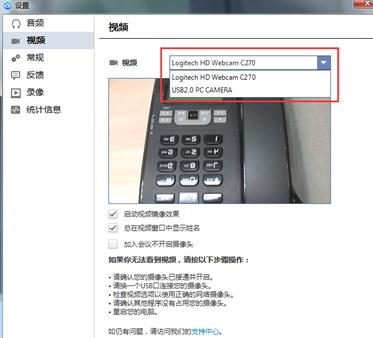 设置
音频
视频
常规
反馈
录像
统计信息
视频
视频
Logitech HD Webcam C270
Logitech HD Webcam C270
USB2.0 PC CAMERA
启动视频镜像效果
总在视频窗口中显示姓名
加入会议不开启摄像头
如果你无法看到视频，请按以下步骤操作：
• 请确认您的摄像头已接通并开启。
• 请换一个USB口连接您的摄像头。
• 检查视频选项以使用正确的网络摄像头。
• 请确认其他程序没有占用您的摄像头。
• 重启您的电脑。
如仍有问题，请访问我们的支持中心。